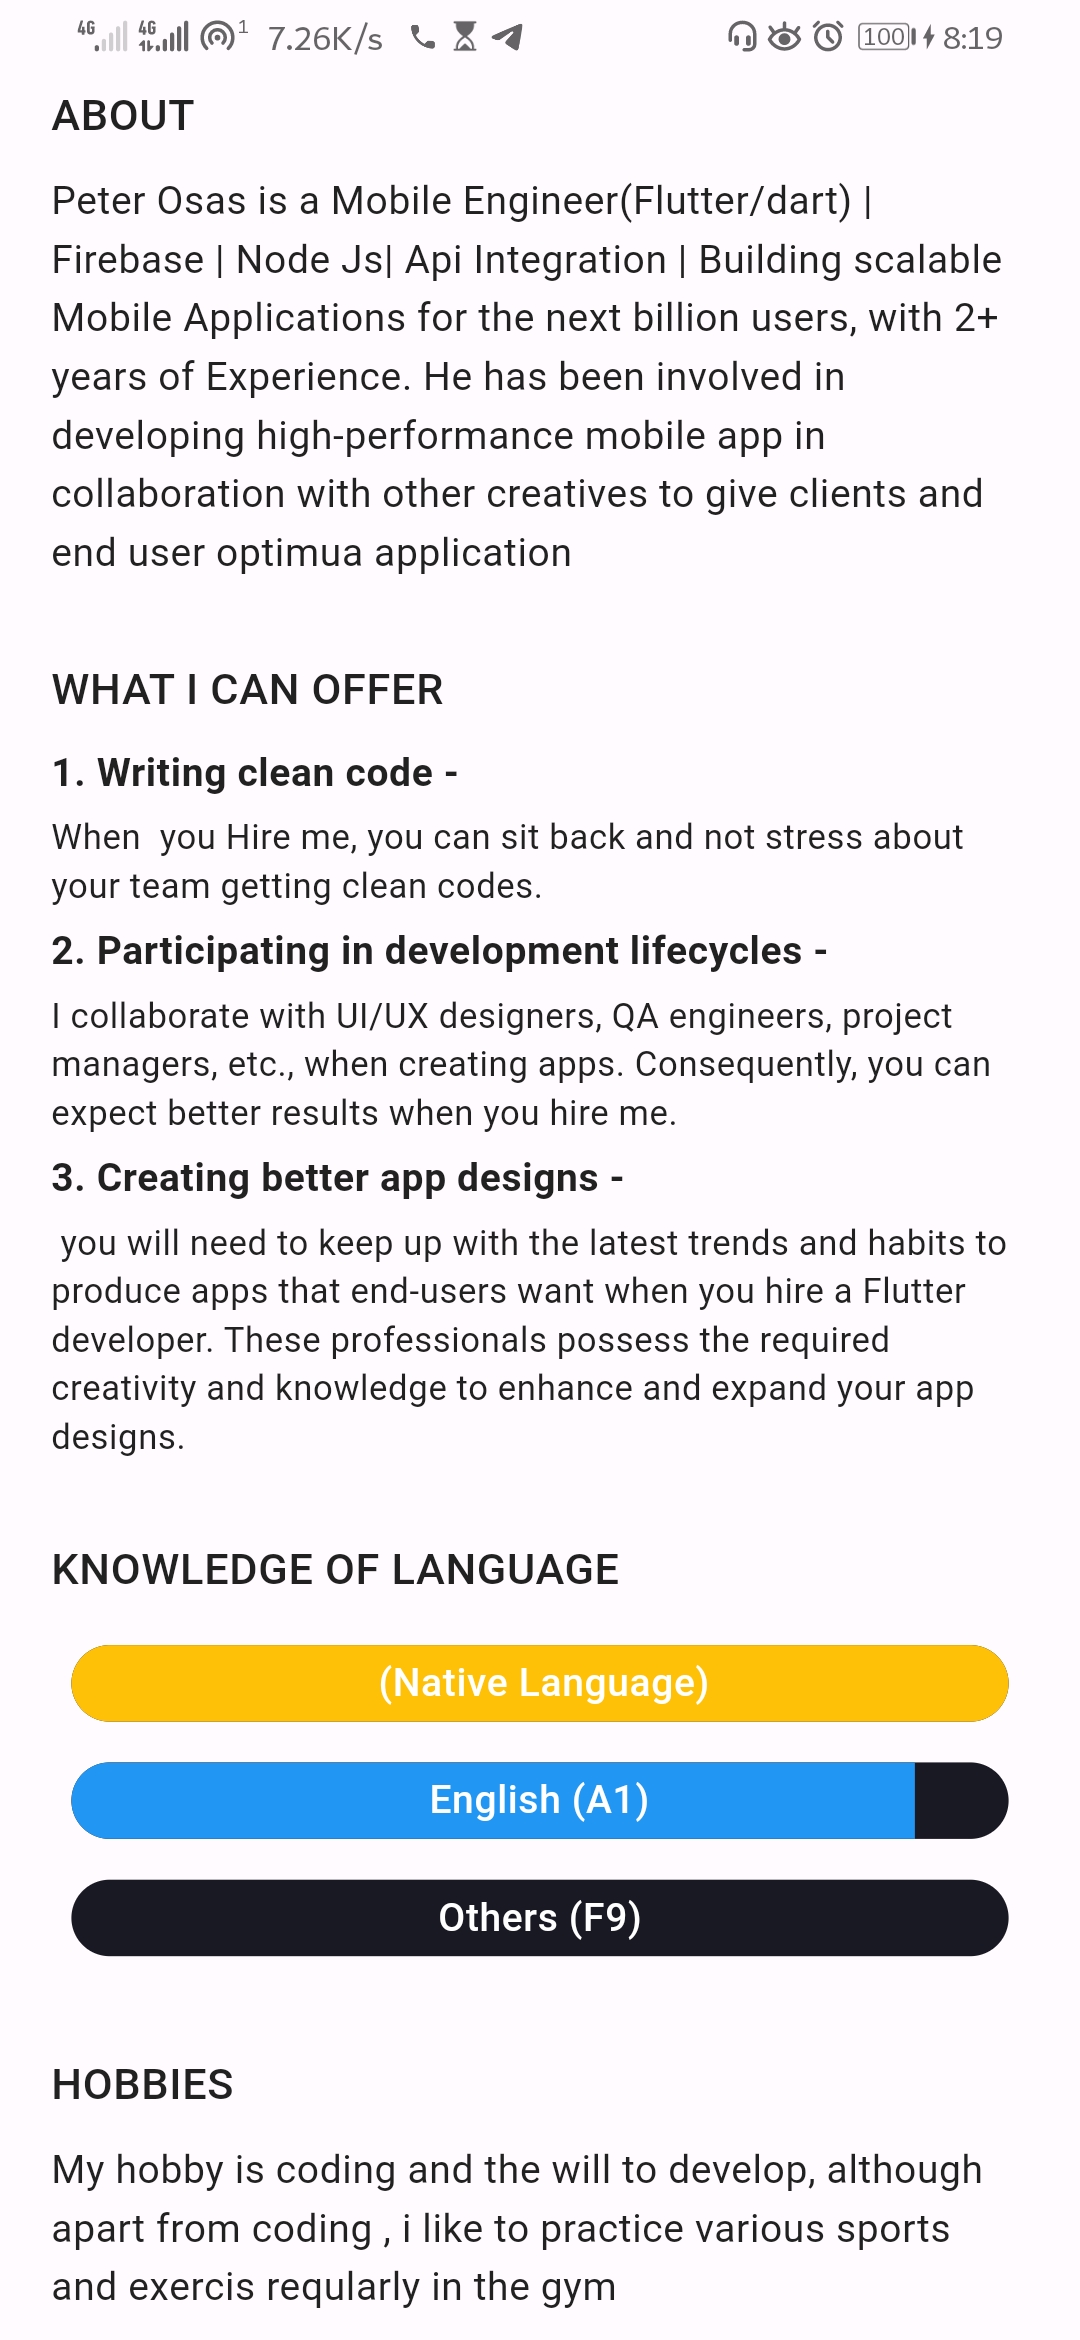 4G 4G 1 7.26K/s 100 8:19
ABOUT
Peter Osas is a Mobile Engineer(Flutter/dart) |
Firebase | Node Js| Api Integration | Building scalable
Mobile Applications for the next billion users, with 2+
years of Experience. He has been involved in
developing high-performance mobile app in
collaboration with other creatives to give clients and
end user optimua application
WHAT I CAN OFFER
1. Writing clean code -
When  you Hire me, you can sit back and not stress about
your team getting clean codes.
2. Participating in development lifecycles -
I collaborate with UI/UX designers, QA engineers, project
managers, etc., when creating apps. Consequently, you can
expect better results when you hire me.
3. Creating better app designs -
you will need to keep up with the latest trends and habits to
produce apps that end-users want when you hire a Flutter
developer. These professionals possess the required
creativity and knowledge to enhance and expand your app
designs.
KNOWLEDGE OF LANGUAGE
(Native Language)
English (A1)
Others (F9)
HOBBIES
My hobby is coding and the will to develop, although
apart from coding , i like to practice various sports
and exercis reqularly in the gym